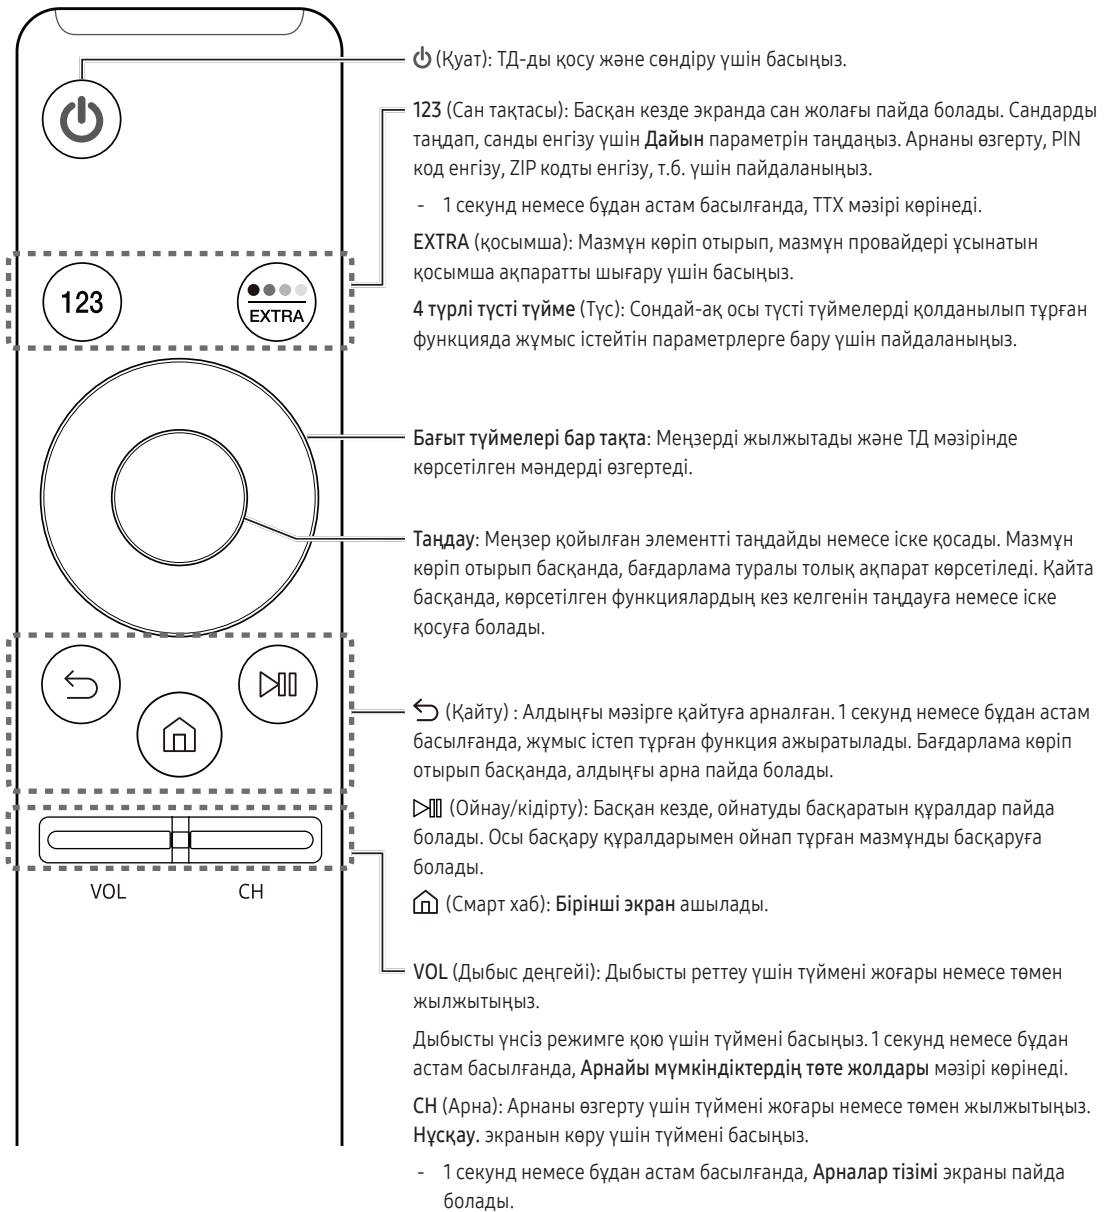 (Қуат): ТД-ды қосу және сөндіру үшін басыңыз.
123 (Сан тақтасы): Басқан кезде экранда сан жолағы пайда болады. Сандарды
таңдап, санды енгізу үшін Дайын параметрін таңдаңыз. Арнаны өзгерту, PIN
код енгізу, ZIP кодты енгізу, т.б. үшін пайдаланыңыз.
- 1 секунд немесе бұдан астам басылғанда, TTX мәзірі көрінеді.
EXTRA (қосымша): Мазмұн көріп отырып, мазмұн провайдері ұсынатын
қосымша ақпаратты шығару үшін басыңыз.
4 түрлі түсті түйме (Түс): Сондай-ақ осы түсті түймелерді қолданылып тұрған
функцияда жұмыс істейтін параметрлерге бару үшін пайдаланыңыз.
123
EXTRA
Бағыт түймелері бар тақта: Меңзерді жылжытады және ТД мәзірінде
көрсетілген мәндерді өзгертеді.
Таңдау: Меңзер қойылған элементті таңдайды немесе іске қосады. Мазмұн
көріп отырып басқанда, бағдарлама туралы толық ақпарат көрсетіледі. Қайта
басқанда, көрсетілген функциялардың кез келгенін таңдауға немесе іске
қосуға болады.
(Қайту) : Алдыңғы мәзірге қайтуға арналған. 1 секунд немесе бұдан астам
басылғанда, жұмыс істеп тұрған функция ажыратылады. Бағдарлама көріп
отырып басқанда, алдыңғы арна пайда болады.
(Ойнау/кідірту): Басқан кезде, ойнатуды басқаратын құралдар пайда
болады. Осы басқару құралдарымен ойнап тұрған мазмұнды басқаруға
болады.
(Смарт хаб): Бірінші экран ашылады.
VOL
CH
VOL (Дыбыс деңгейі): Дыбысты реттеу үшін түймені жоғары немесе төмен
жылжытыңыз.
Дыбысты үнсіз режимге қою үшін түймені басыңыз. 1 секунд немесе бұдан
астам басылғанда, Арнайы мүмкіндіктердің төте жолдары мәзірі көрінеді.
CH (Арна): Арнаны өзгерту үшін түймені жоғары немесе төмен жылжытыңыз.
Нұсқау. экранын көру үшін түймені басыңыз.
- 1 секунд немесе бұдан астам басылғанда, Арналар тізімі экраны пайда
болады.